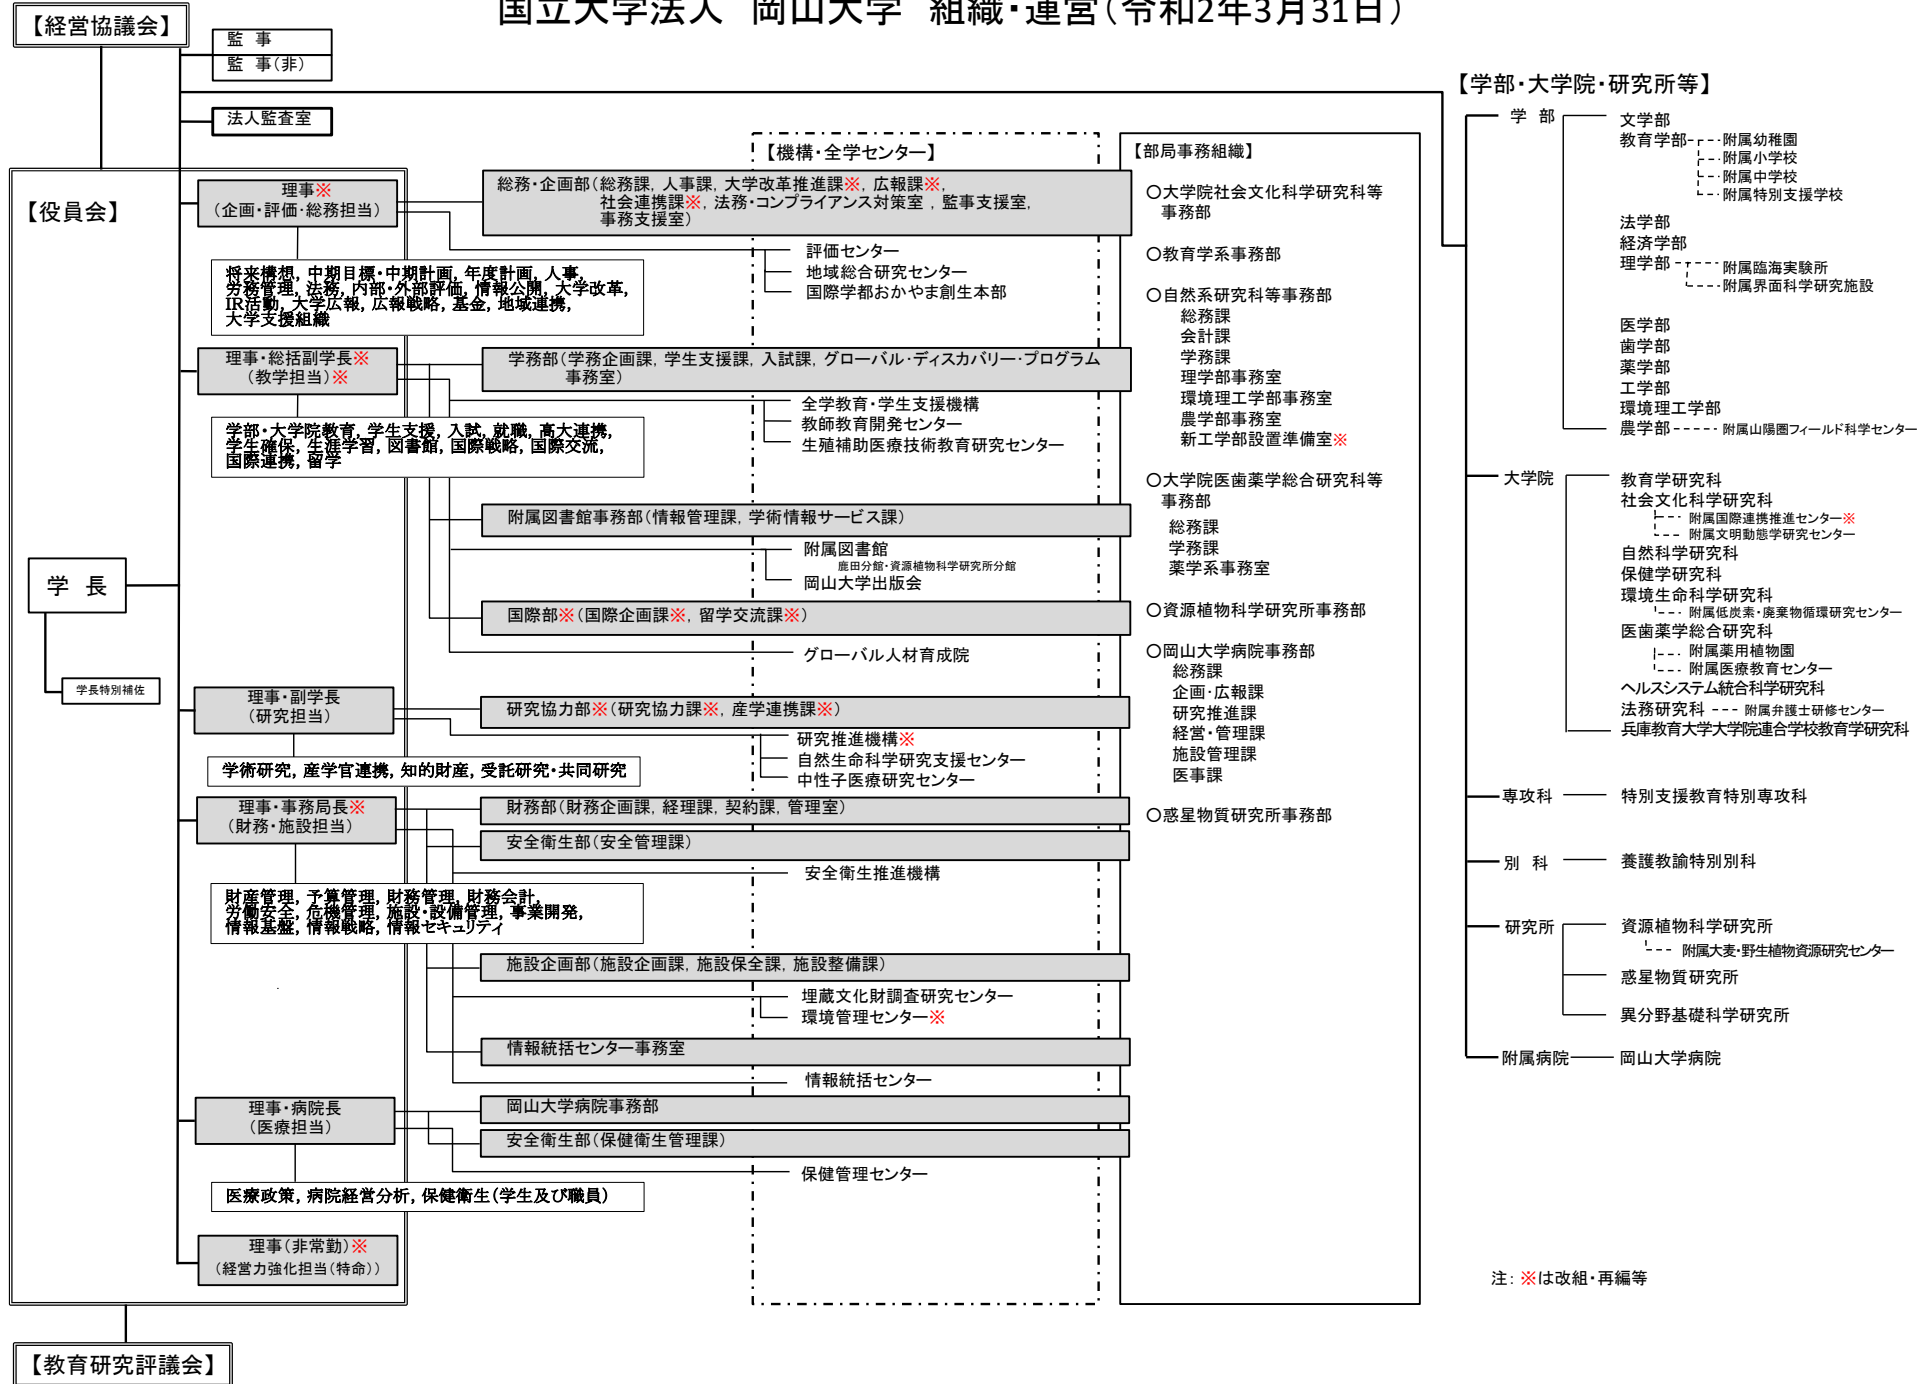 国立大学法人　岡山大学　組織・運営（令和2年3月31日）
【経営協議会】
監　事
監　事（非）
法人監査室
【役員会】
学　長
学長特別補佐
【教育研究評議会】
理事※
（企画・評価・総務担当）
将来構想，中期目標・中期計画，年度計画，人事，
労務管理，法務，内部・外部評価，情報公開，大学改革，
IR活動，大学広報，広報戦略，基金，地域連携，
大学支援組織
理事・総括副学長※
（教学担当）※
学部・大学院教育，学生支援，入試，就職，高大連携，
学生確保，生涯学習，図書館，国際戦略，国際交流，
国際連携，留学
理事・副学長
（研究担当）
学術研究，産学官連携，知的財産，受託研究・共同研究
理事・事務局長※
（財務・施設担当）
財産管理，予算管理，財務管理，財務会計，
労働安全，危機管理，施設・設備管理，事業開発，
情報基盤，情報戦略，情報セキュリティ
理事・病院長
（医療担当）
医療政策，病院経営分析，保健衛生（学生及び職員）
理事（非常勤）※
（経営力強化担当（特命））
【機構・全学センター】
総務・企画部（総務課，人事課，大学改革推進課※，広報課※，
社会連携課※，法務・コンプライアンス対策室，監事支援室，
事務支援室）
評価センター
地域総合研究センター
国際学都おかやま創生本部
学務部（学務企画課，学生支援課，入試課，グローバル・ディスカバリー・プログラム
事務室）
全学教育・学生支援機構
教師教育開発センター
生殖補助医療技術教育研究センター
附属図書館事務部（情報管理課，学術情報サービス課）
附属図書館
鹿田分館・資源植物科学研究所分館
岡山大学出版会
国際部※（国際企画課※，留学交流課※）
グローバル人材育成院
研究協力部※（研究協力課※，産学連携課※）
研究推進機構※
自然生命科学研究支援センター
中性子医療研究センター
財務部（財務企画課，経理課，契約課，管理室）
安全衛生部（安全管理課）
安全衛生推進機構
施設企画部（施設企画課，施設保全課，施設整備課）
埋蔵文化財調査研究センター
環境管理センター※
情報統括センター事務室
情報統括センター
岡山大学病院事務部
安全衛生部（保健衛生管理課）
保健管理センター
【部局事務組織】
○大学院社会文化科学研究科等
事務部
○教育学系事務部
○自然系研究科等事務部
総務課
会計課
学務課
理学部事務室
環境理工学部事務室
農学部事務室
新工学部設置準備室※
○大学院医歯薬学総合研究科等
事務部
総務課
学務課
薬学系事務室
○資源植物科学研究所事務部
○岡山大学病院事務部
総務課
企画・広報課
研究推進課
経営・管理課
施設管理課
医事課
○惑星物質研究所事務部
【学部・大学院・研究所等】
学　部
文学部
教育学部
附属幼稚園
附属小学校
附属中学校
附属特別支援学校
法学部
経済学部
理学部
附属臨海実験所
附属界面科学研究施設
医学部
歯学部
薬学部
工学部
環境理工学部
農学部
附属山陽圏フィールド科学センター
大学院
教育学研究科
社会文化科学研究科
附属国際連携推進センター※
附属文明動態学研究センター
自然科学研究科
保健学研究科
環境生命科学研究科
附属低炭素・廃棄物循環研究センター
医歯薬学総合研究科
附属薬用植物園
附属医療教育センター
ヘルスシステム統合科学研究科
法務研究科
附属弁護士研修センター
兵庫教育大学大学院連合学校教育学研究科
専攻科
特別支援教育特別専攻科
別　科
養護教諭特別別科
研究所
資源植物科学研究所
附属大麦・野生植物資源研究センター
惑星物質研究所
異分野基礎科学研究所
附属病院
岡山大学病院
注：※は改組・再編等